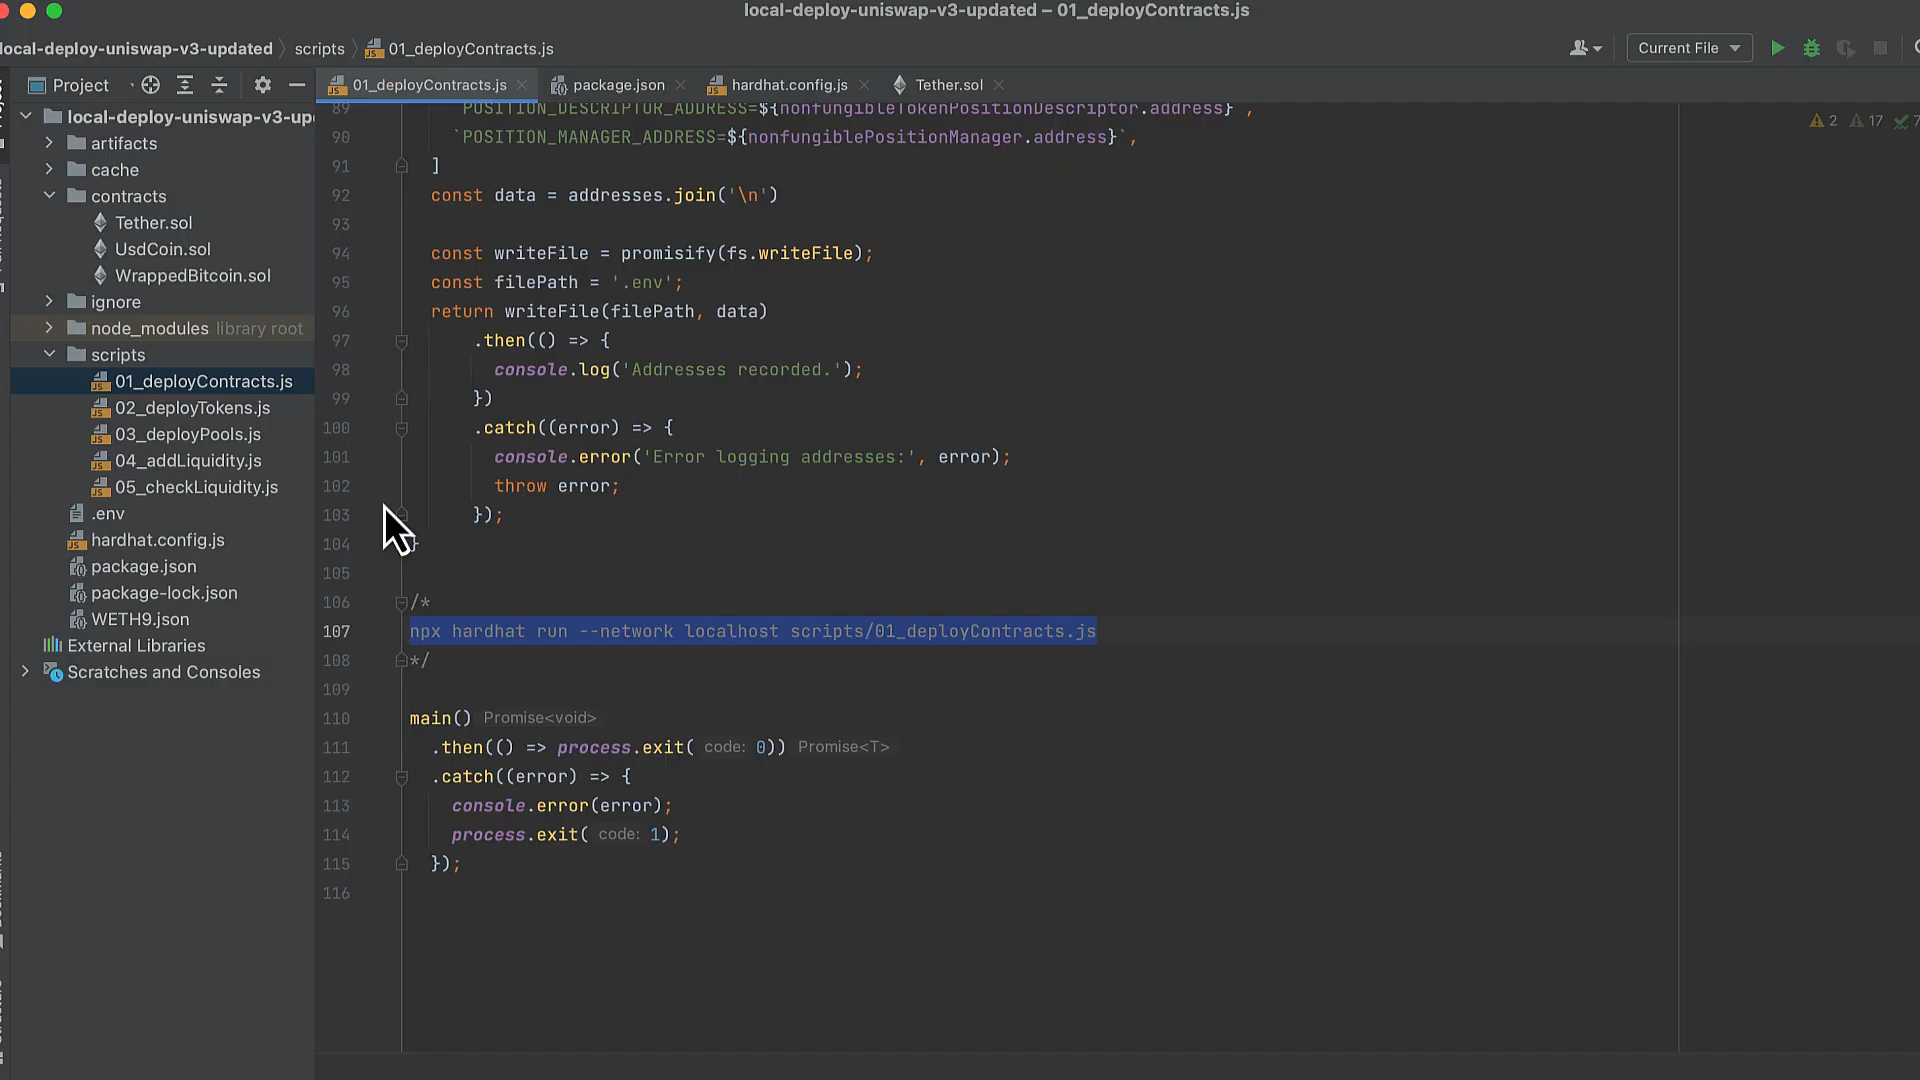 local-deploy-uniswap-v3-updated – 01_deployContracts.js
local-deploy-uniswap-v3-updated
scripts
01_deployContracts.js
Current File
Project
01_deployContracts.js
package.json
hardhat.config.js
Tether.sol
local-deploy-uniswap-v3-up
artifacts
cache
contracts
Tether.sol
UsdCoin.sol
WrappedBitcoin.sol
ignore
node_modules library root
scripts
01_deployContracts.js
02_deployTokens.js
03_deployPools.js
04_addLiquidity.js
05_checkLiquidity.js
.env
hardhat.config.js
package.json
package-lock.json
WETH9.json
External Libraries
Scratches and Consoles
2 17 7
89 `POSITION_DESCRIPTOR_ADDRESS=${nonfungibleTokenPositionDescriptor.address}`,
90 `POSITION_MANAGER_ADDRESS=${nonfungiblePositionManager.address}`,
91 ]
92 const data = addresses.join('\n')
93
94 const writeFile = promisify(fs.writeFile);
95 const filePath = '.env';
96 return writeFile(filePath, data)
97 .then(() => {
98 console.log('Addresses recorded.');
99 })
100 .catch((error) => {
101 console.error('Error logging addresses:', error);
102 throw error;
103 });
104 }
105
106 /*
107 npx hardhat run --network localhost scripts/01_deployContracts.js
108 */
109
110 main() Promise<void>
111 .then(() => process.exit( code: 0)) Promise<T>
112 .catch((error) => {
113 console.error(error);
114 process.exit( code: 1);
115 });
116